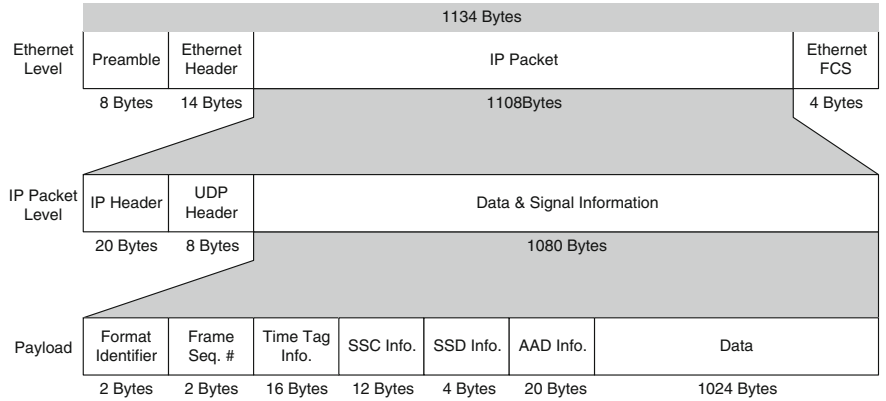 1134 Bytes
Ethernet
Level
Preamble
Ethernet
Header
IP Packet
Ethernet
FCS
8 Bytes
14 Bytes
1108Bytes
4 Bytes
IP Packet
Level
IP Header
UDP
Header
Data & Signal Information
20 Bytes
8 Bytes
1080 Bytes
Payload
Format
Identifier
Frame
Seq. #
Time Tag
Info.
SSC Info.
SSD Info.
AAD Info.
Data
2 Bytes
2 Bytes
16 Bytes
12 Bytes
4 Bytes
20 Bytes
1024 Bytes